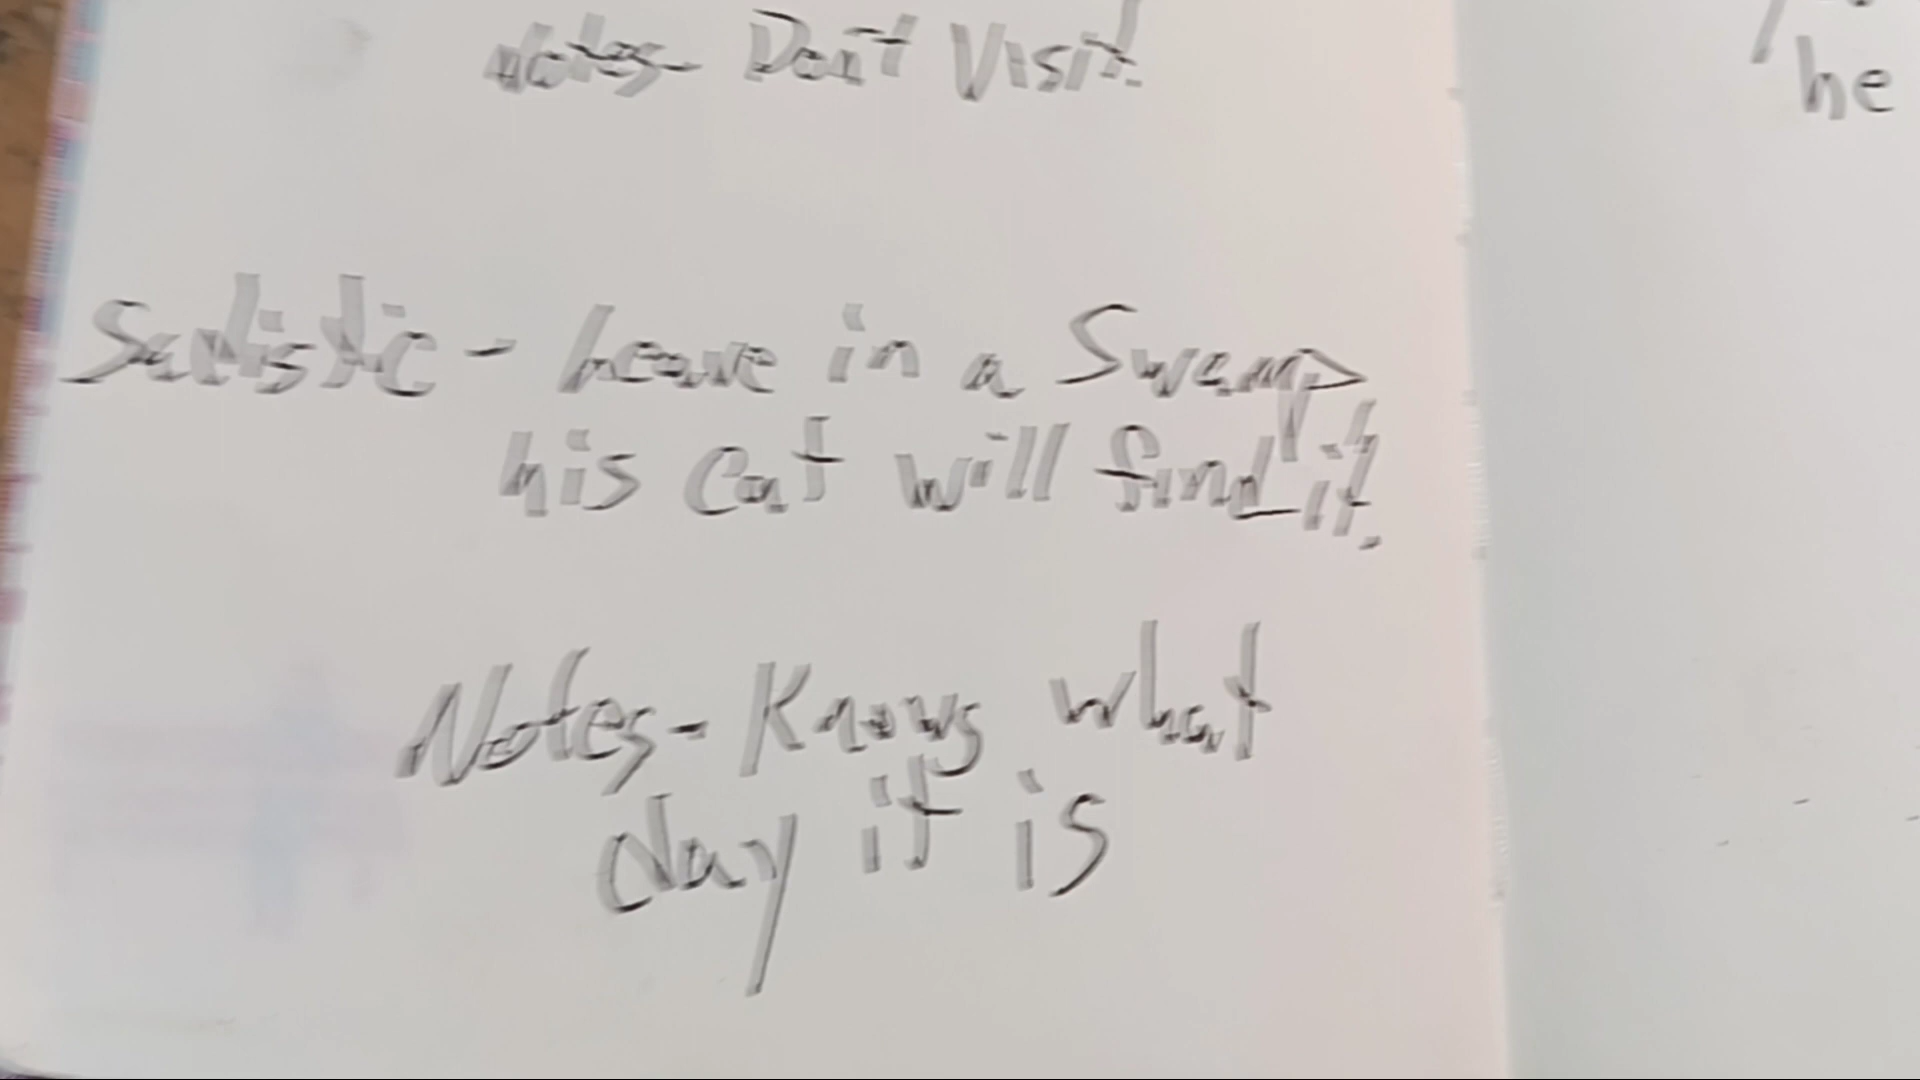 Notes- Don't Visit.
he
Sadistic - Leave in a Swamp
his Cat will find it.
Notes- Knows what
day it is